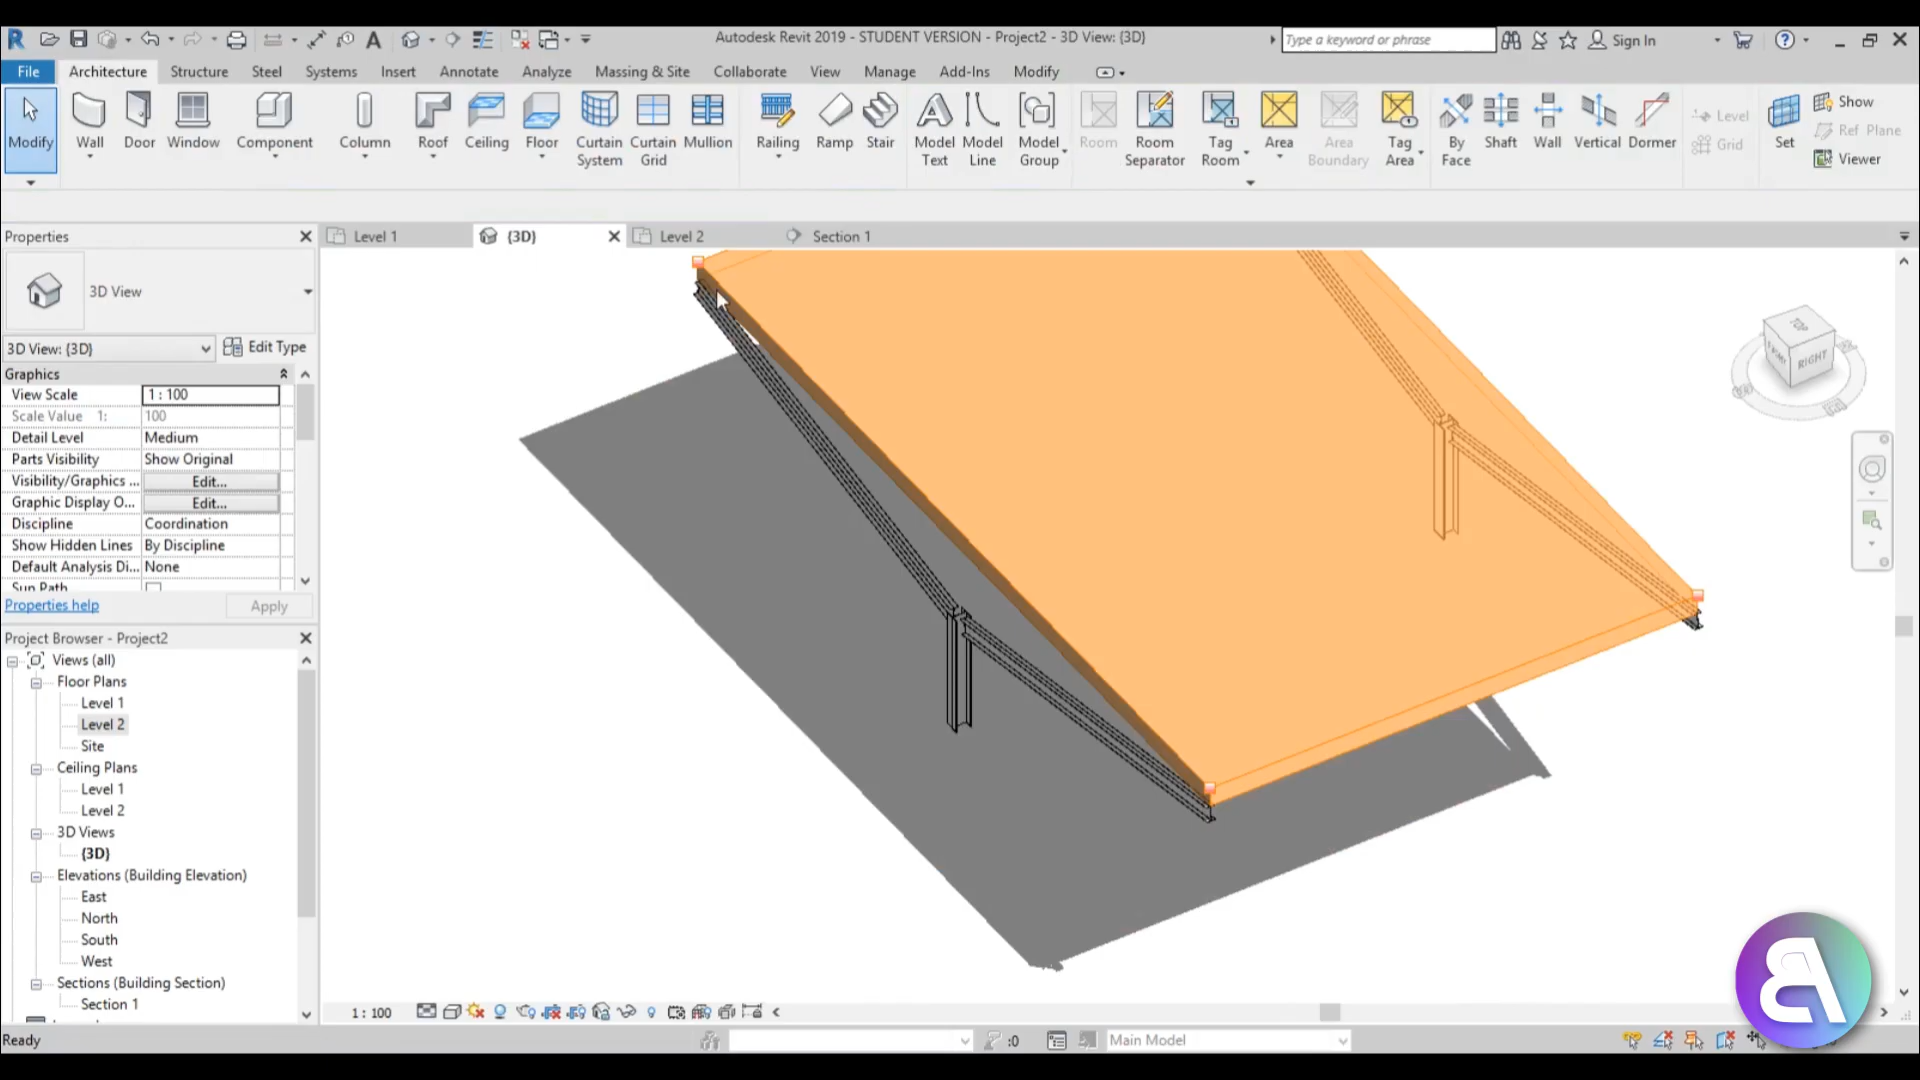 Autodesk Revit 2019 - STUDENT VERSION - Project2 - 3D View: {3D}
Type a keyword or phrase
Sign In
File
Architecture
Structure
Steel
Systems
Insert
Annotate
Analyze
Massing & Site
Collaborate
View
Manage
Add-Ins
Modify
Modify
Wall
Door
Window
Component
Column
Roof
Ceiling
Floor
Curtain System
Curtain Grid
Mullion
Railing
Ramp
Stair
Model Text
Model Line
Model Group
Room
Room Separator
Tag Room
Area
Area Boundary
Tag Area
By Face
Shaft
Wall
Vertical
Dormer
Level
Grid
Set
Show
Ref Plane
Viewer
Properties
Level 1
{3D}
Level 2
Section 1
3D View
3D View: {3D}
Edit Type
Graphics
View Scale
1 : 100
Scale Value 1:
100
Detail Level
Medium
Parts Visibility
Show Original
Visibility/Graphics ...
Edit...
Graphic Display O...
Edit...
Discipline
Coordination
Show Hidden Lines
By Discipline
Default Analysis Di...
None
Sun Path
Properties help
Apply
Project Browser - Project2
Views (all)
Floor Plans
Level 1
Level 2
Site
Ceiling Plans
Level 1
Level 2
3D Views
{3D}
Elevations (Building Elevation)
East
North
South
West
Sections (Building Section)
Section 1
TOP
FRONT
RIGHT
1 : 100
Ready
:0
Main Model